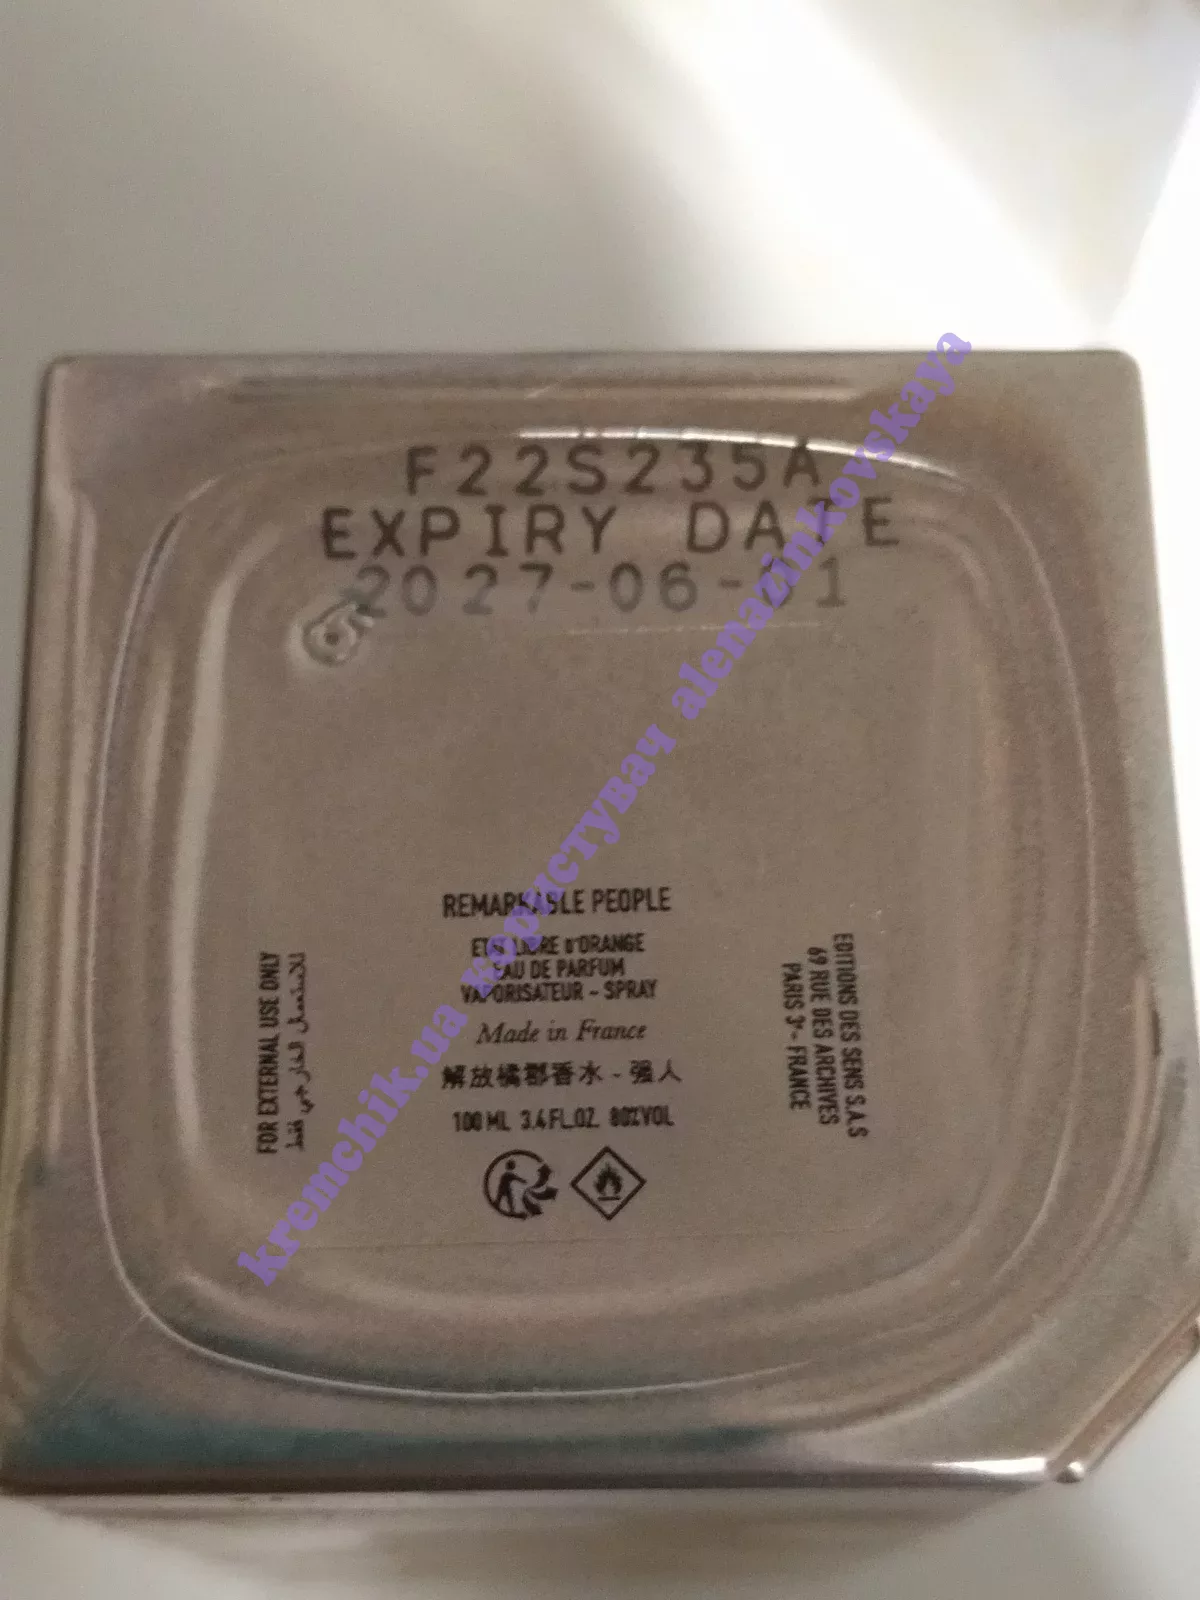 F22S235A
EXPIRY DATE
2027-06-01
REMARKABLE PEOPLE
ETAT LIBRE D'ORANGE
EAU DE PARFUM
VAPORISATEUR - SPRAY
Made in France
解放橘郡香水 - 强人
100 ML 3.4 FL.OZ. 80%VOL
FOR EXTERNAL USE ONLY
للاستعمال الخارجي فقط
EDITIONS DES SENS S.A.S
69 RUE DES ARCHIVES
PARIS 3e - FRANCE
kremchik.ua користувач alenazinkovskaya